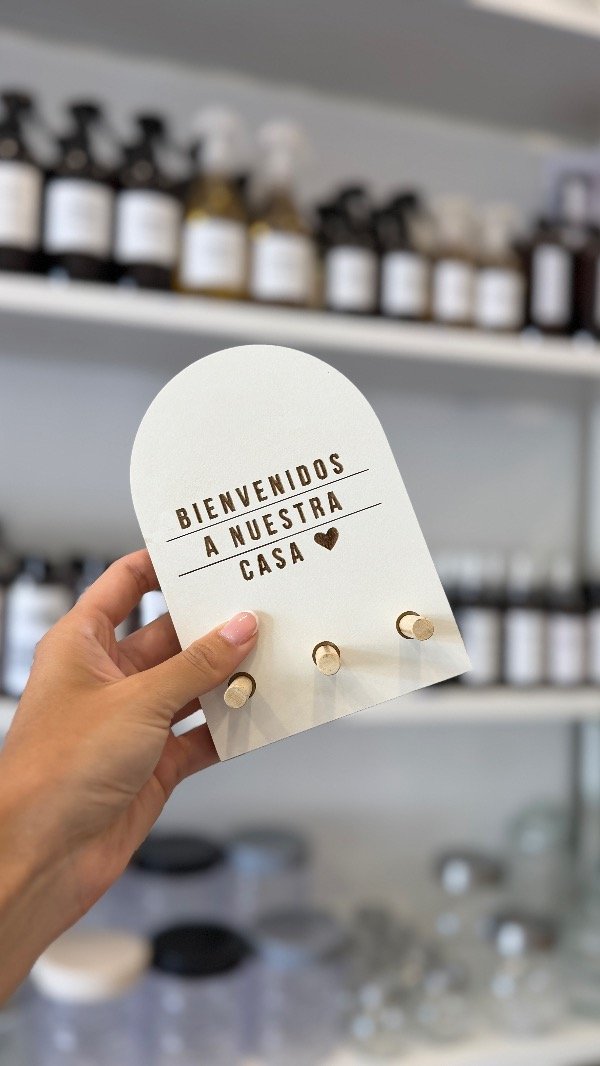 BIENVENIDOS
A NUESTRA
CASA ♥